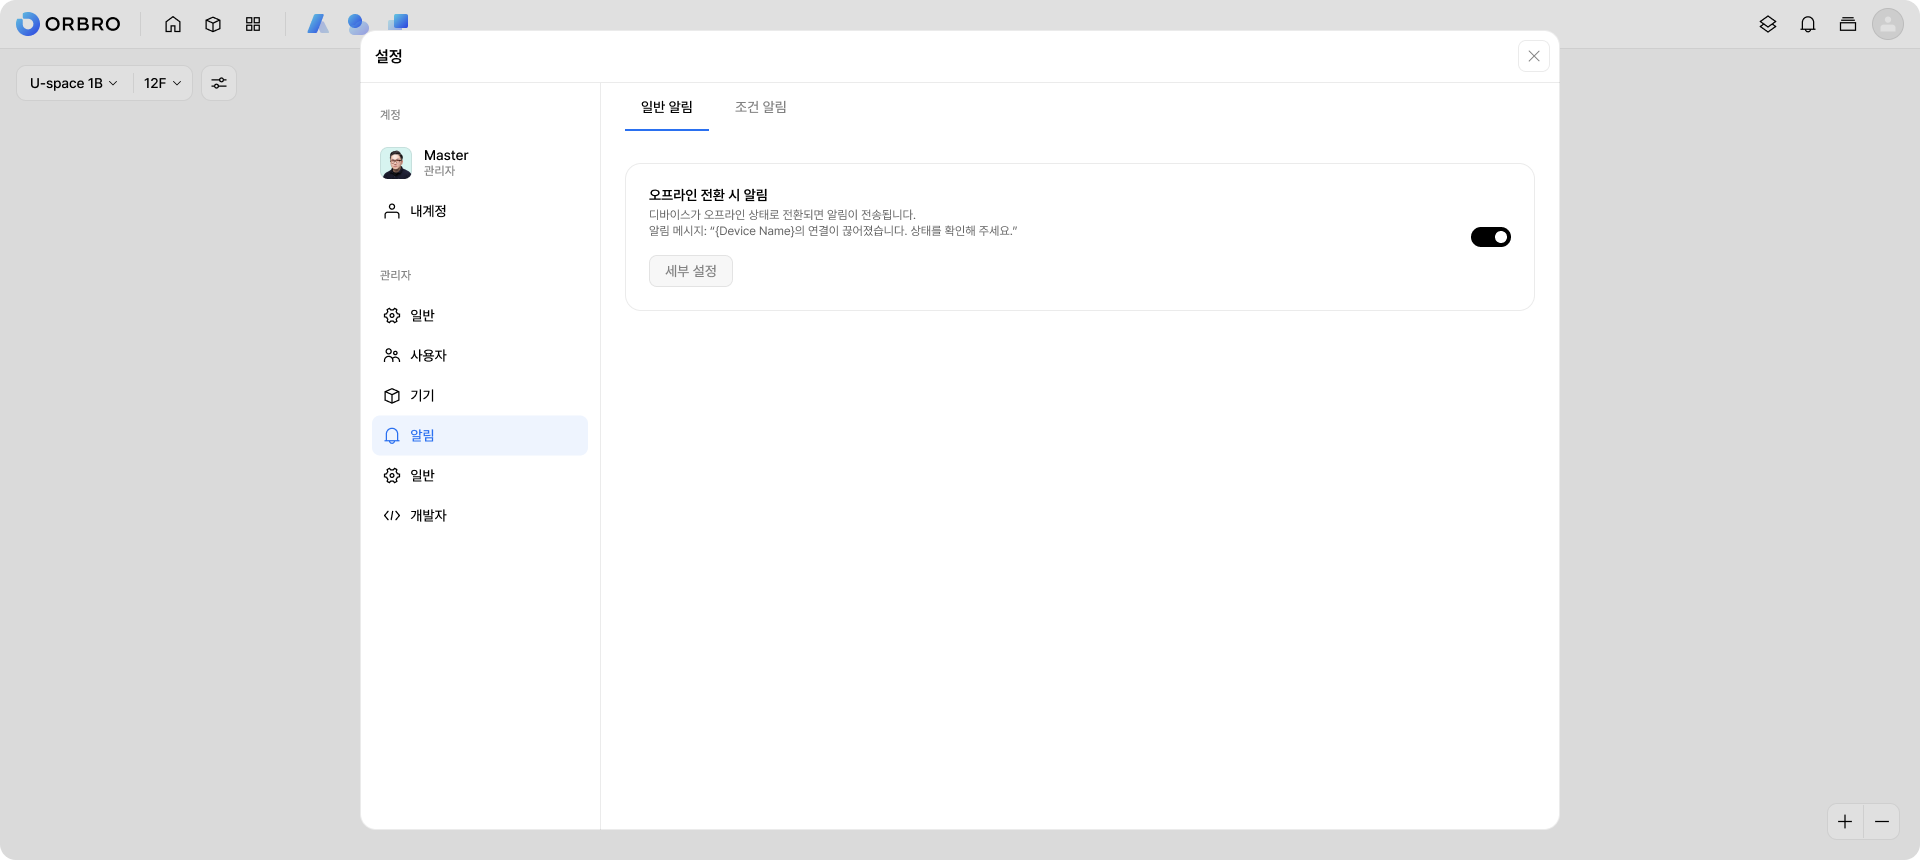 ORBRO
U-space 1B
12F
설정
계정
Master
관리자
내계정
관리자
일반
사용자
기기
알림
일반
개발자
일반 알림
조건 알림
오프라인 전환 시 알림
디바이스가 오프라인 상태로 전환되면 알림이 전송됩니다.
알림 메시지: “{Device Name}의 연결이 끊어졌습니다. 상태를 확인해 주세요.”
세부 설정